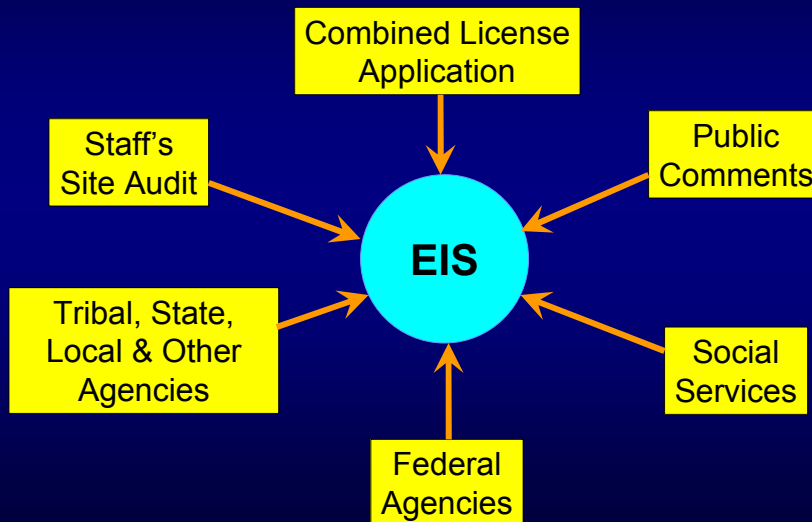 Combined License
Application
Staff's
Site Audit
Public
Comments
EIS
Tribal, State,
Local & Other
Agencies
Social
Services
Federal
Agencies